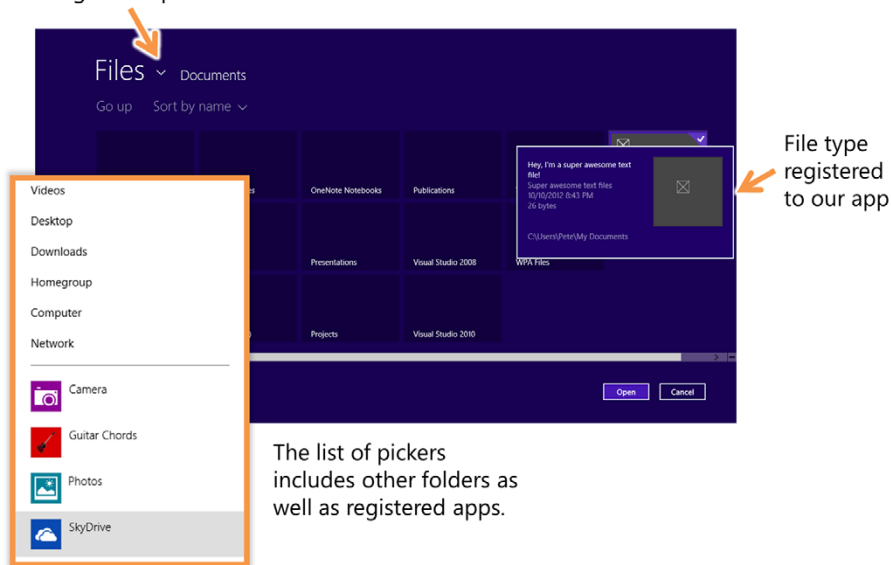 Files Documents
Go up Sort by name
File type
registered
to our app
Hey, I'm a super awesome text
file!
Super awesome text files
10/10/2012 8:43 PM
26 bytes
C:\Users\Pete\My Documents
OneNote Notebooks Publications
Presentations Visual Studio 2008 WPA Files
Projects Visual Studio 2010
Open Cancel
Videos
Desktop
Downloads
Homegroup
Computer
Network
Camera
Guitar Chords
Photos
SkyDrive
The list of pickers
includes other folders as
well as registered apps.